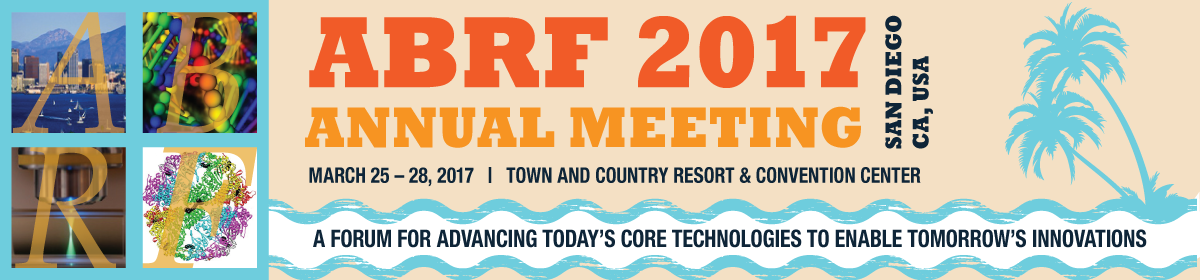 A B
R F
ABRF 2017
ANNUAL MEETING
SAN DIEGO
CA, USA
MARCH 25 – 28, 2017 | TOWN AND COUNTRY RESORT & CONVENTION CENTER
A FORUM FOR ADVANCING TODAY'S CORE TECHNOLOGIES TO ENABLE TOMORROW'S INNOVATIONS